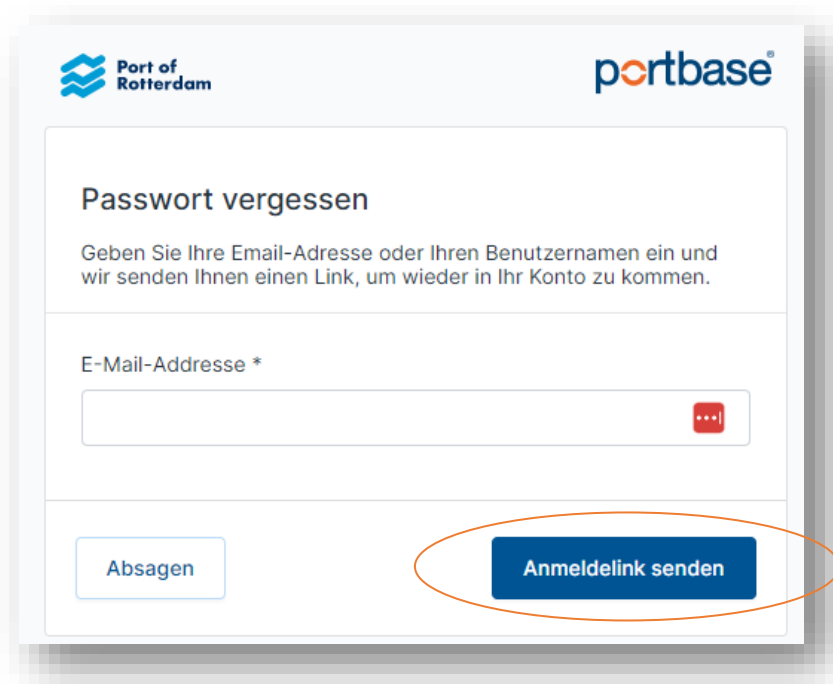 Port of
Rotterdam
portbase®
Passwort vergessen
Geben Sie Ihre Email-Adresse oder Ihren Benutzernamen ein und
wir senden Ihnen einen Link, um wieder in Ihr Konto zu kommen.
E-Mail-Addresse *
Absagen
Anmeldelink senden